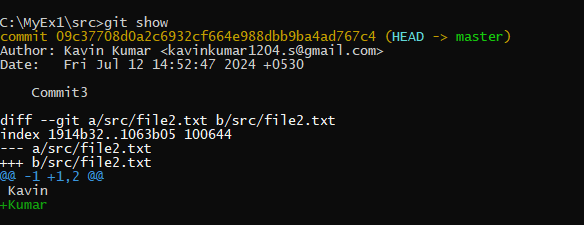 C:\MyEx1\src>git show
commit 09c37708d0a2c6932cf664e988dbb9ba4ad767c4 (HEAD -> master)
Author: Kavin Kumar <kavinkumar1204.s@gmail.com>
Date:   Fri Jul 12 14:52:47 2024 +0530
    Commit3
diff --git a/src/file2.txt b/src/file2.txt
index 1914b32..1063b05 100644
--- a/src/file2.txt
+++ b/src/file2.txt
@@ -1 +1,2 @@
 Kavin
+Kumar